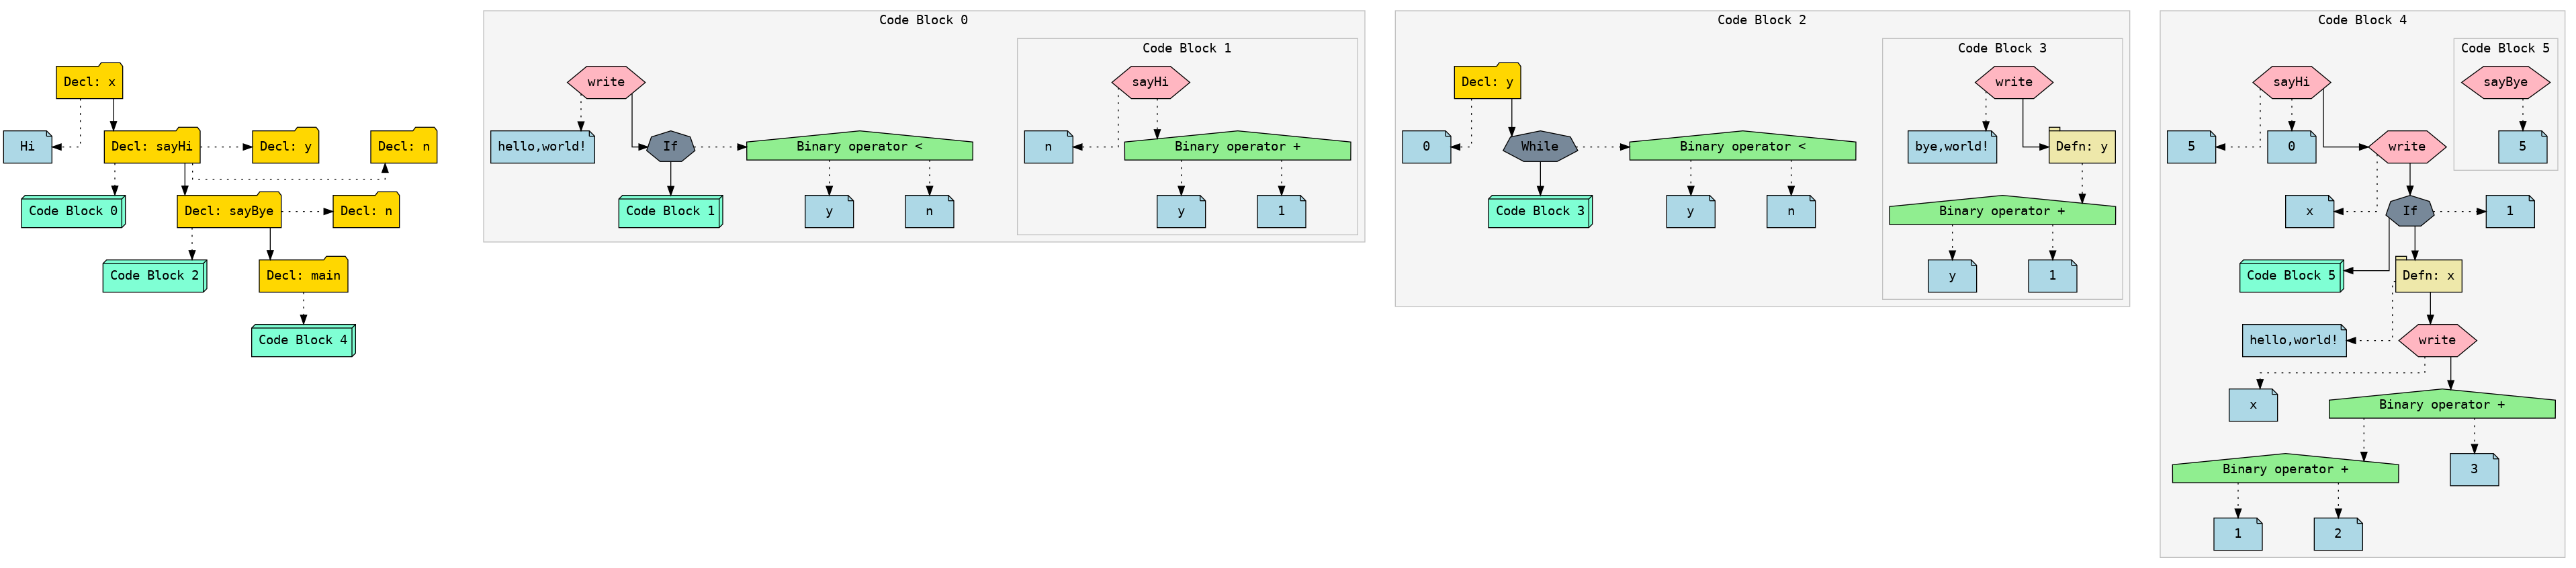 Decl: x
Hi
Decl: sayHi
Decl: y
Decl: n
Code Block 0
Decl: sayBye
Decl: n
Code Block 2
Decl: main
Code Block 4
Code Block 0
write
hello,world!
If
Binary operator <
Code Block 1
y
n
Code Block 1
sayHi
n
Binary operator +
y
1
Code Block 2
Decl: y
0
While
Binary operator <
Code Block 3
y
n
Code Block 3
write
bye,world!
Defn: y
Binary operator +
y
1
Code Block 4
sayHi
5
0
write
x
If
1
Code Block 5
Defn: x
hello,world!
write
x
Binary operator +
Binary operator +
3
1
2
Code Block 5
sayBye
5